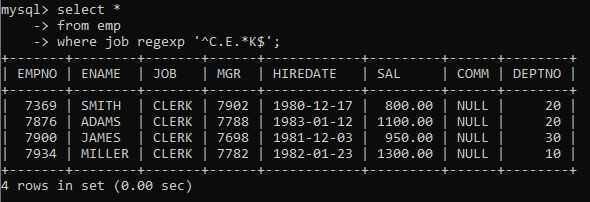 mysql> select *
    -> from emp
    -> where job regexp '^C.E.*K$';
+-------+--------+-------+------+------------+---------+------+--------+
| EMPNO | ENAME  | JOB   | MGR  | HIREDATE   | SAL     | COMM | DEPTNO |
+-------+--------+-------+------+------------+---------+------+--------+
|  7369 | SMITH  | CLERK | 7902 | 1980-12-17 |  800.00 | NULL |     20 |
|  7876 | ADAMS  | CLERK | 7788 | 1983-01-12 | 1100.00 | NULL |     20 |
|  7900 | JAMES  | CLERK | 7698 | 1981-12-03 |  950.00 | NULL |     30 |
|  7934 | MILLER | CLERK | 7782 | 1982-01-23 | 1300.00 | NULL |     10 |
+-------+--------+-------+------+------------+---------+------+--------+
4 rows in set (0.00 sec)